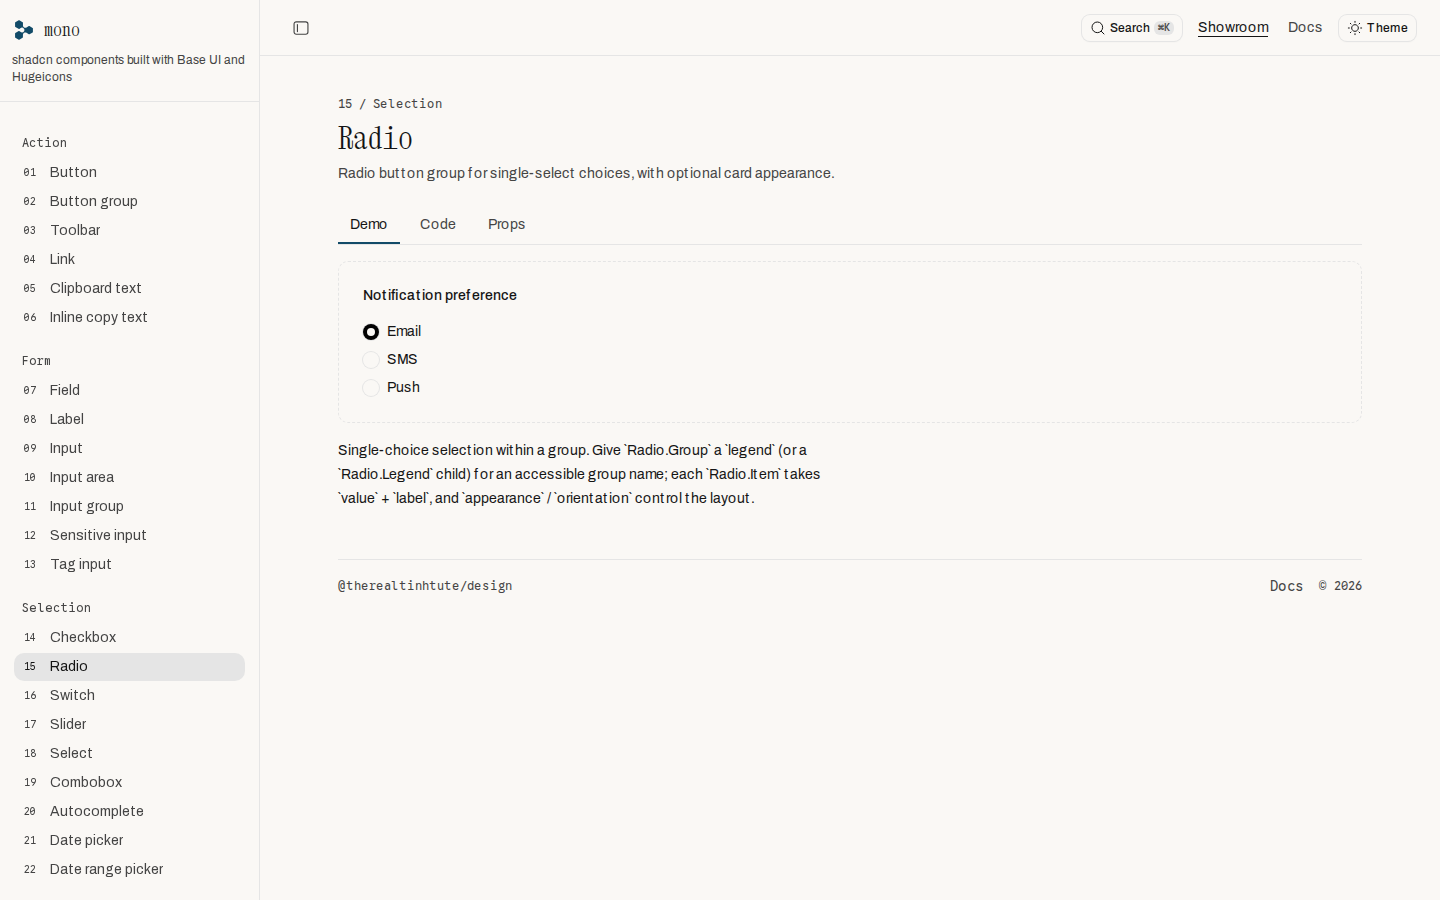 mono
shadcn components built with Base UI and
Hugeicons
Action
01 Button
02 Button group
03 Toolbar
04 Link
05 Clipboard text
06 Inline copy text
Form
07 Field
08 Label
09 Input
10 Input area
11 Input group
12 Sensitive input
13 Tag input
Selection
14 Checkbox
15 Radio
16 Switch
17 Slider
18 Select
19 Combobox
20 Autocomplete
21 Date picker
22 Date range picker
Search ⌘K Showroom Docs Theme
15 / Selection
Radio
Radio button group for single-select choices, with optional card appearance.
Demo Code Props
Notification preference
Email
SMS
Push
Single-choice selection within a group. Give `Radio.Group` a `legend` (or a
`Radio.Legend` child) for an accessible group name; each `Radio.Item` takes
`value` + `label`, and `appearance` / `orientation` control the layout.
@therealtinhtute/design
Docs © 2026